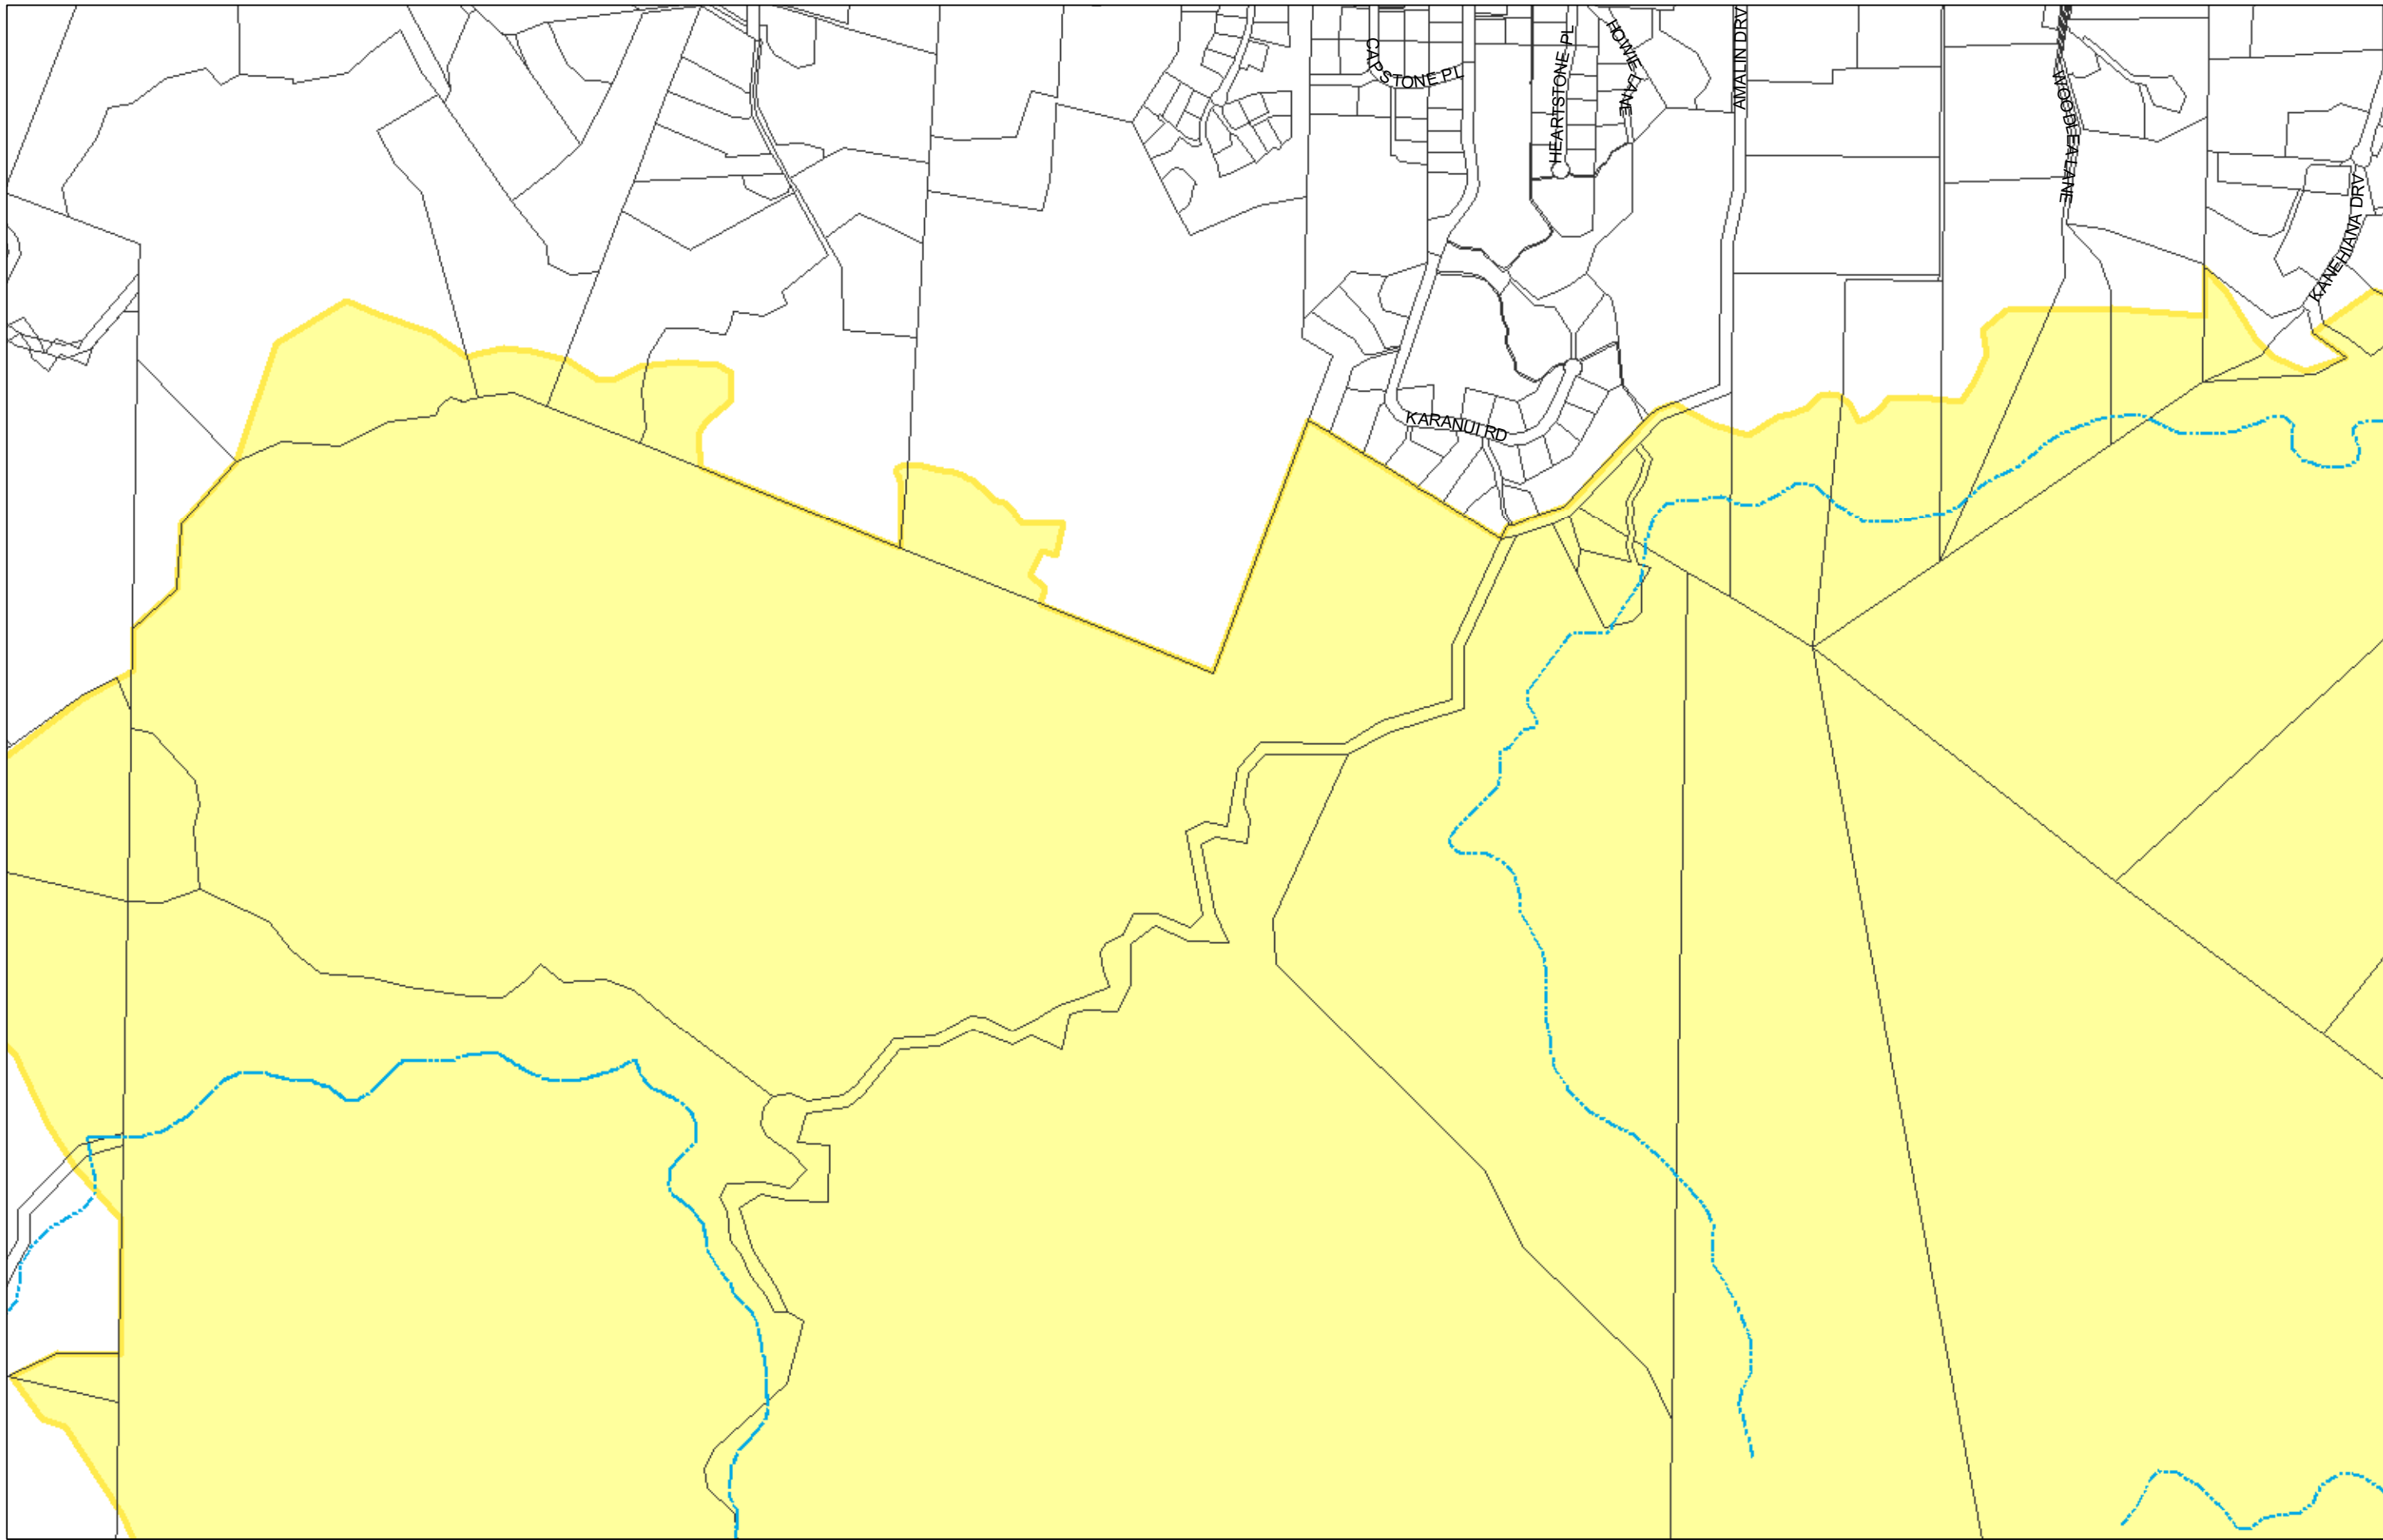 CAPSTONE PL
HEARTSTONE PL
HOWIE LANE
AMALIN DRV
WOODLEA LANE
KANEHIANA DRV
KARANUI RD